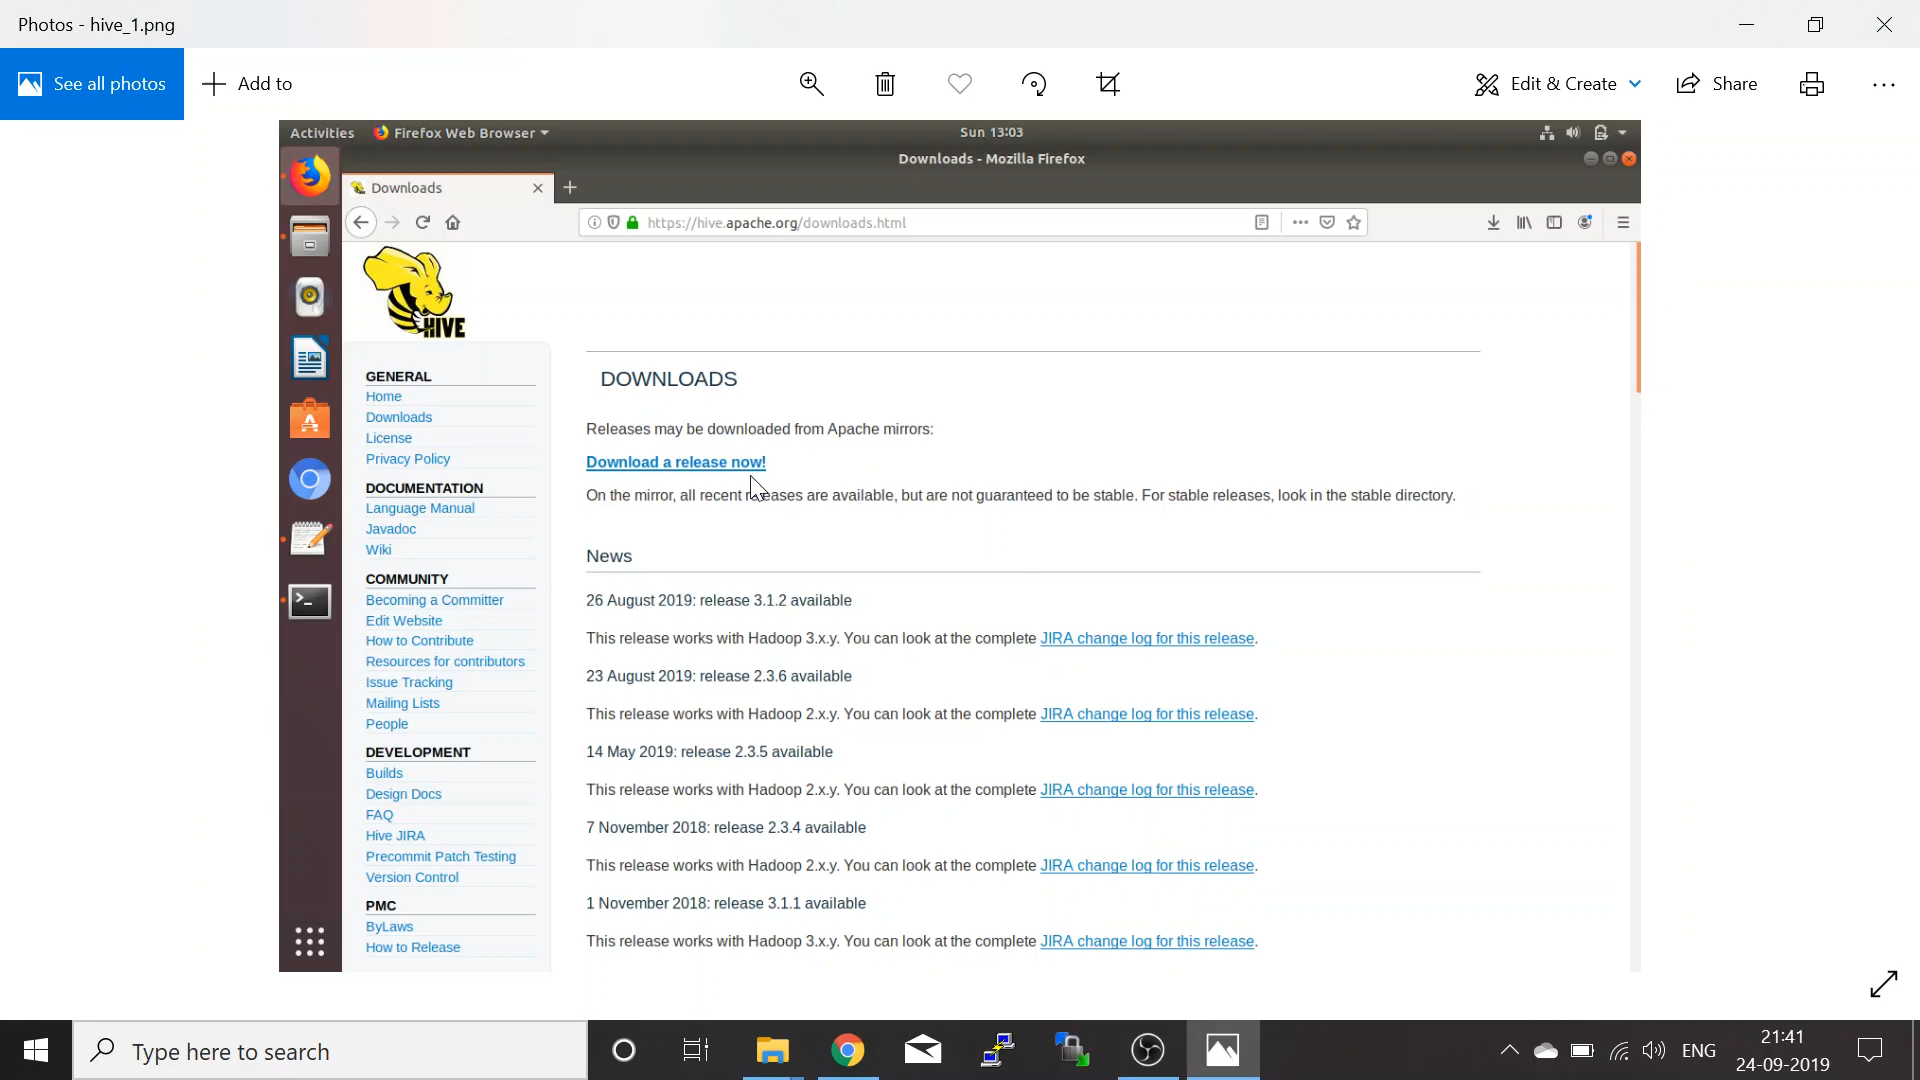 Photos - hive_1.png
See all photos
Add to
Edit & Create
Share
Activities
Firefox Web Browser
Sun 13:03
Downloads - Mozilla Firefox
Downloads
https://hive.apache.org/downloads.html
HIVE
GENERAL
Home
Downloads
License
Privacy Policy
DOCUMENTATION
Language Manual
Javadoc
Wiki
COMMUNITY
Becoming a Committer
Edit Website
How to Contribute
Resources for contributors
Issue Tracking
Mailing Lists
People
DEVELOPMENT
Builds
Design Docs
FAQ
Hive JIRA
Precommit Patch Testing
Version Control
PMC
ByLaws
How to Release
DOWNLOADS
Releases may be downloaded from Apache mirrors:
Download a release now!
On the mirror, all recent releases are available, but are not guaranteed to be stable. For stable releases, look in the stable directory.
News
26 August 2019: release 3.1.2 available
This release works with Hadoop 3.x.y. You can look at the complete JIRA change log for this release.
23 August 2019: release 2.3.6 available
This release works with Hadoop 2.x.y. You can look at the complete JIRA change log for this release.
14 May 2019: release 2.3.5 available
This release works with Hadoop 2.x.y. You can look at the complete JIRA change log for this release.
7 November 2018: release 2.3.4 available
This release works with Hadoop 2.x.y. You can look at the complete JIRA change log for this release.
1 November 2018: release 3.1.1 available
This release works with Hadoop 3.x.y. You can look at the complete JIRA change log for this release.
Type here to search
ENG
21:41
24-09-2019